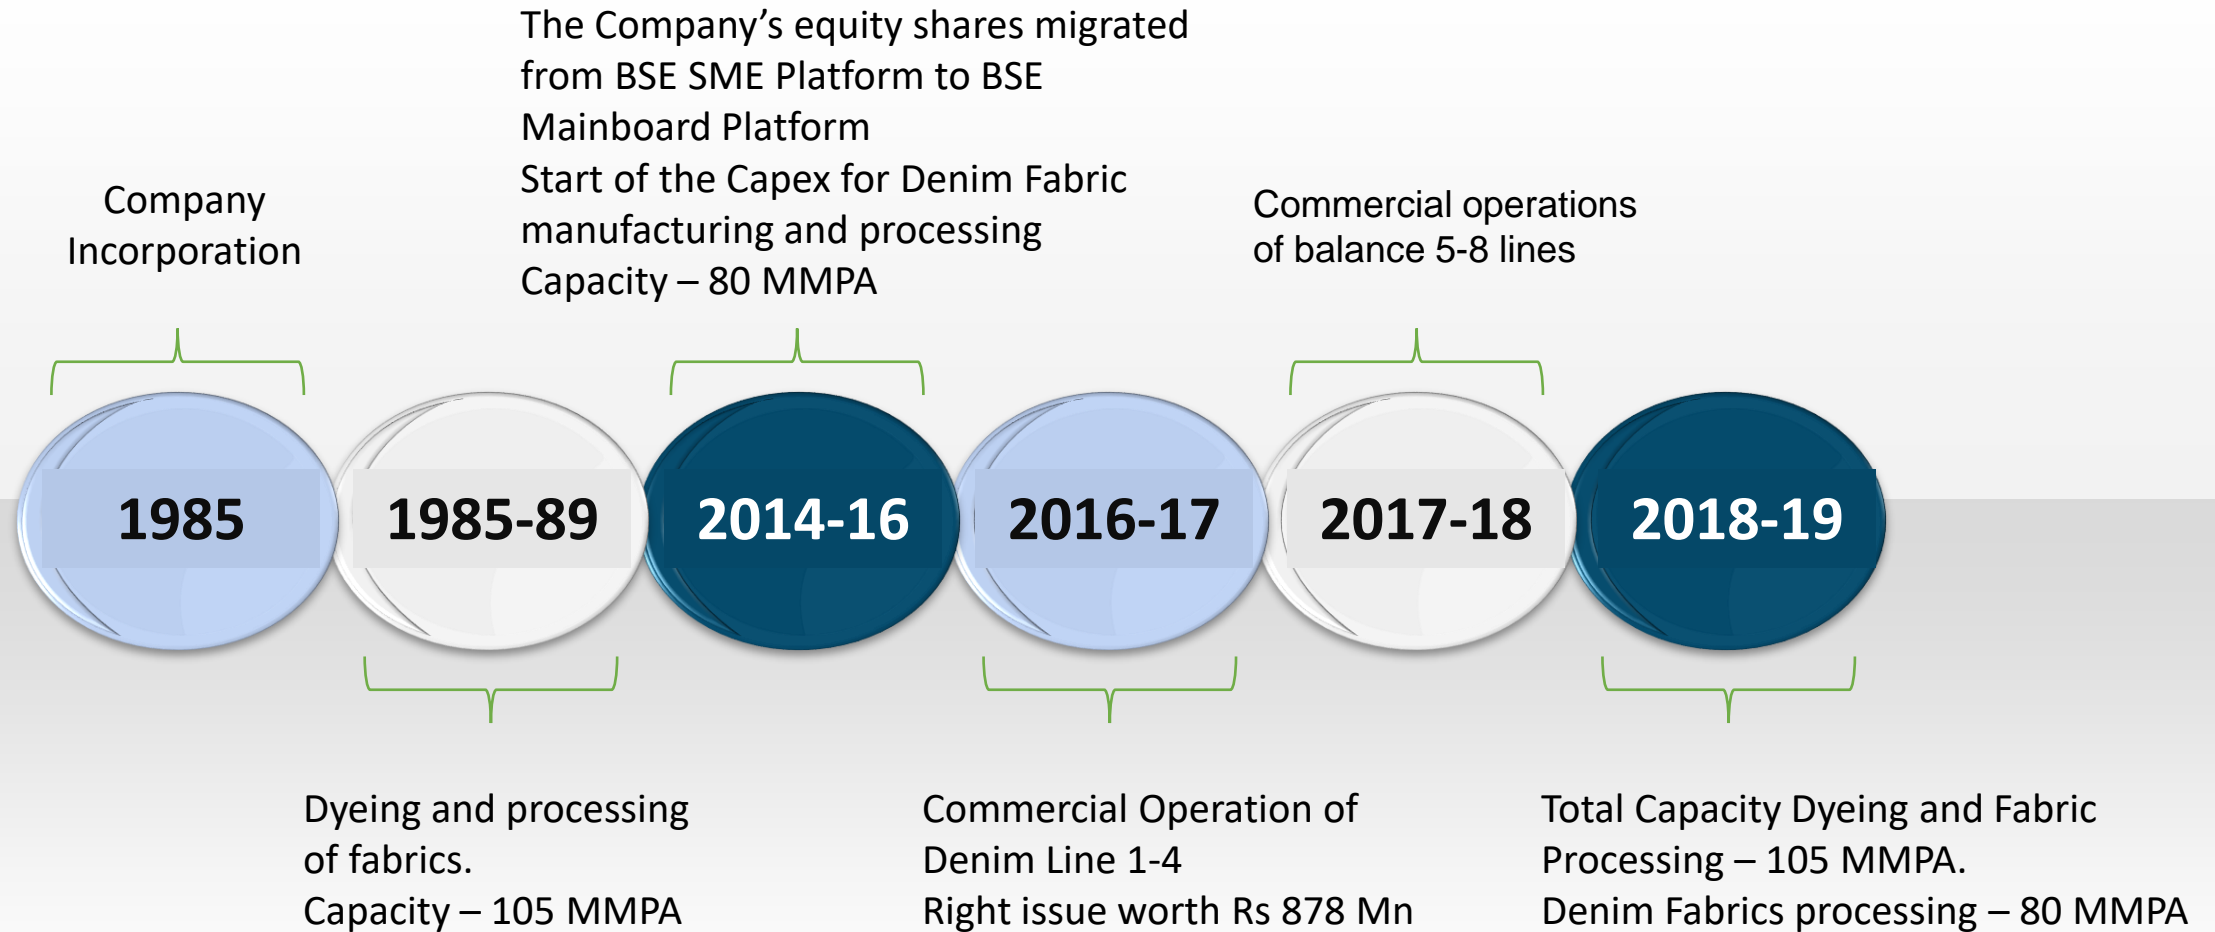 The Company’s equity shares migrated
from BSE SME Platform to BSE
Mainboard Platform
Start of the Capex for Denim Fabric
manufacturing and processing
Capacity – 80 MMPA
Company
Incorporation
Commercial operations
of balance 5-8 lines
1985
1985-89
2014-16
2016-17
2017-18
2018-19
Dyeing and processing
of fabrics.
Capacity – 105 MMPA
Commercial Operation of
Denim Line 1-4
Right issue worth Rs 878 Mn
Total Capacity Dyeing and Fabric
Processing – 105 MMPA.
Denim Fabrics processing – 80 MMPA